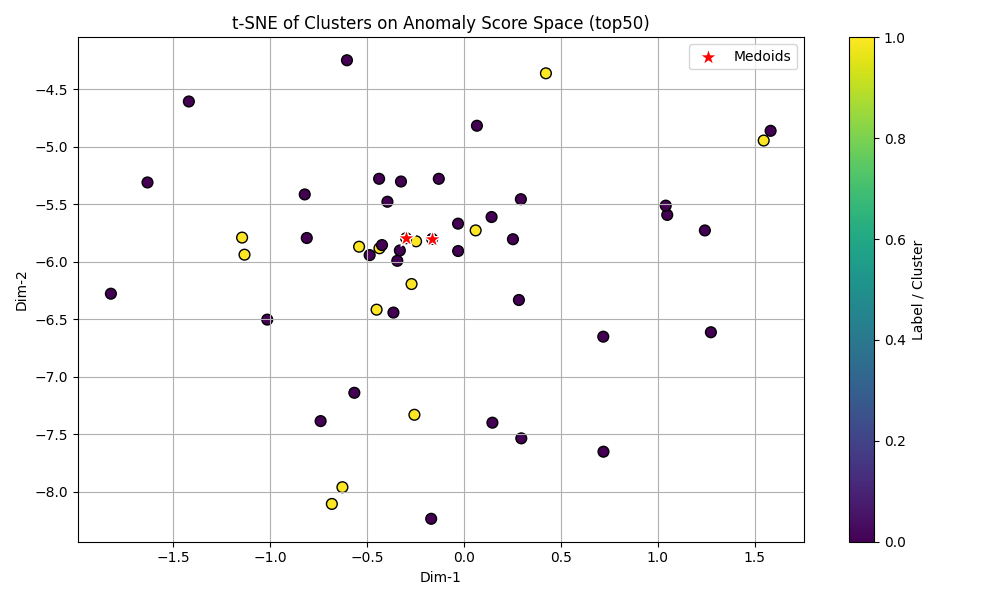 t-SNE of Clusters on Anomaly Score Space (top50)
Medoids
−4.5
−5.0
−5.5
−6.0
−6.5
−7.0
−7.5
−8.0
Dim-2
−1.5 −1.0 −0.5 0.0 0.5 1.0 1.5
Dim-1
1.0
0.8
0.6
0.4
0.2
0.0
Label / Cluster